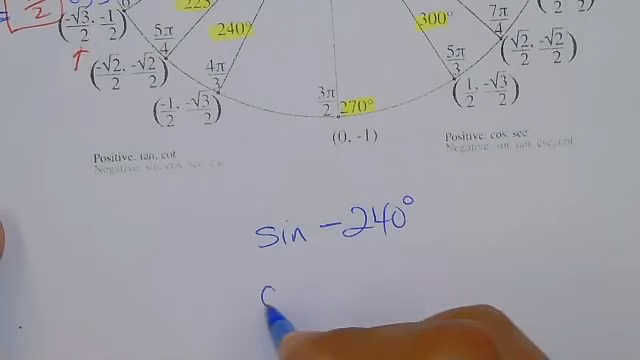 225
240°
300°
270°
5π/4
4π/3
3π/2
5π/3
7π/4
(-√3/2, -1/2)
(-√2/2, -√2/2)
(-1/2, -√3/2)
(0, -1)
(1/2, -√3/2)
(√2/2, -√2/2)
Positive: tan, cot
Positive: cos, sec
Negative: sin, tan, csc, cot
sin -240°